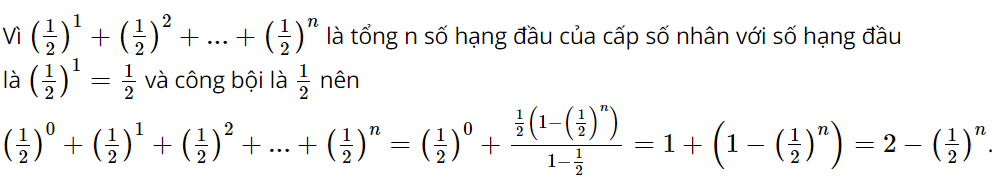 Vì $\left(\frac{1}{2}\right)^1 + \left(\frac{1}{2}\right)^2 + ... + \left(\frac{1}{2}\right)^n$ là tổng n số hạng đầu của cấp số nhân với số hạng đầu
là $\left(\frac{1}{2}\right)^1 = \frac{1}{2}$ và công bội là $\frac{1}{2}$ nên
$\left(\frac{1}{2}\right)^0 + \left(\frac{1}{2}\right)^1 + \left(\frac{1}{2}\right)^2 + ... + \left(\frac{1}{2}\right)^n = \left(\frac{1}{2}\right)^0 + \frac{\frac{1}{2}\left(1-\left(\frac{1}{2}\right)^n\right)}{1-\frac{1}{2}} = 1 + \left(1 - \left(\frac{1}{2}\right)^n\right) = 2 - \left(\frac{1}{2}\right)^n.$